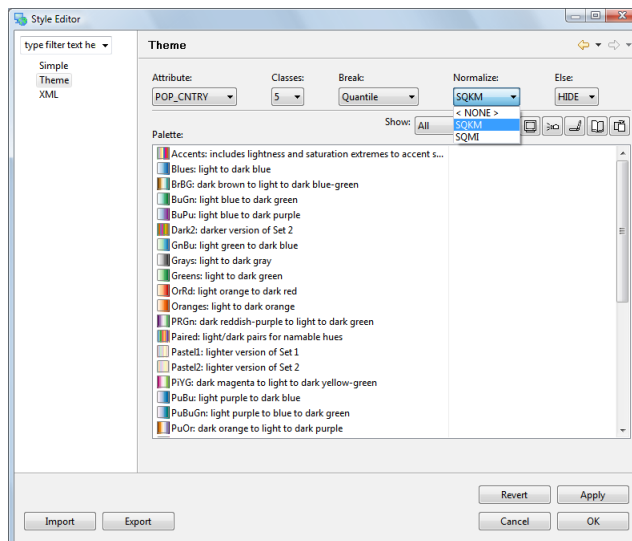 Style Editor
type filter text he
Theme
Simple
Theme
XML
Attribute: Classes: Break: Normalize: Else:
POP_CNTRY 5 Quantile SQKM HIDE
< NONE >
SQKM
SQMI
Show: All
Palette:
Accents: includes lightness and saturation extremes to accent s...
Blues: light to dark blue
BrBG: dark brown to light to dark blue-green
BuGn: light blue to dark green
BuPu: light blue to dark purple
Dark2: darker version of Set 2
GnBu: light green to dark blue
Grays: light to dark gray
Greens: light to dark green
OrRd: light orange to dark red
Oranges: light to dark orange
PRGn: dark reddish-purple to light to dark green
Paired: light/dark pairs for namable hues
Pastel1: lighter version of Set 1
Pastel2: lighter version of Set 2
PiYG: dark magenta to light to dark yellow-green
PuBu: light purple to dark blue
PuBuGn: light purple to blue to dark green
PuOr: dark orange to light to dark purple
Revert Apply
Import Export Cancel OK